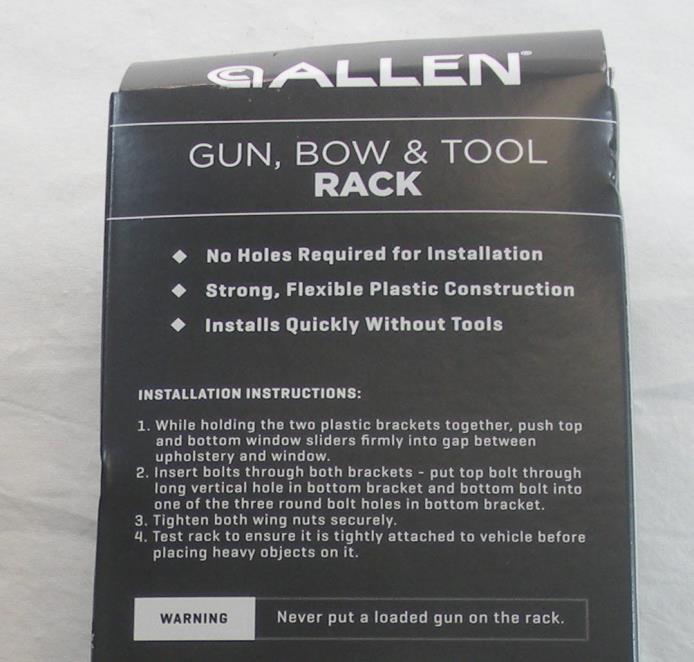 ALLEN®
GUN, BOW & TOOL
RACK
◆ No Holes Required for Installation
◆ Strong, Flexible Plastic Construction
◆ Installs Quickly Without Tools
INSTALLATION INSTRUCTIONS:
1. While holding the two plastic brackets together, push top
and bottom window sliders firmly into gap between
upholstery and window.
2. Insert bolts through both brackets - put top bolt through
long vertical hole in bottom bracket and bottom bolt into
one of the three round bolt holes in bottom bracket.
3. Tighten both wing nuts securely.
4. Test rack to ensure it is tightly attached to vehicle before
placing heavy objects on it.
WARNING Never put a loaded gun on the rack.